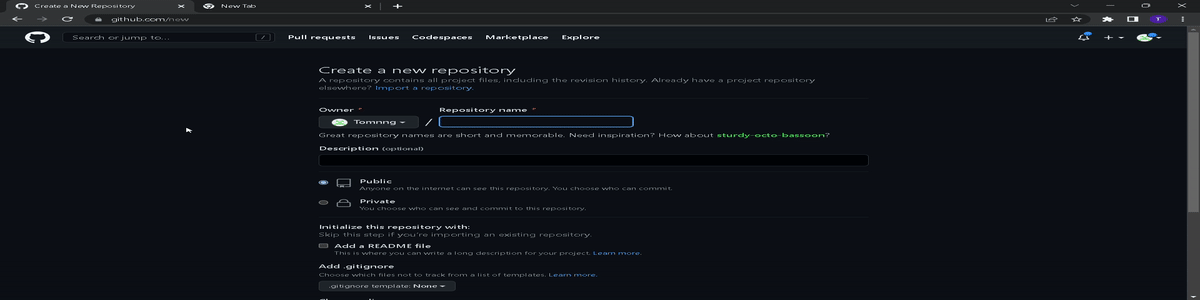 Create a New Repository
New Tab
github.com/new
T
Search or jump to...
/
Pull requests Issues Codespaces Marketplace Explore
Create a new repository
A repository contains all project files, including the revision history. Already have a project repository
elsewhere? Import a repository.
Owner *
Repository name *
Tomnng
/
Great repository names are short and memorable. Need inspiration? How about sturdy-octo-bassoon?
Description (optional)
Public
Anyone on the internet can see this repository. You choose who can commit.
Private
You choose who can see and commit to this repository.
Initialize this repository with:
Skip this step if you're importing an existing repository.
Add a README file
This is where you can write a long description for your project. Learn more.
Add .gitignore
Choose which files not to track from a list of templates. Learn more.
.gitignore template: None